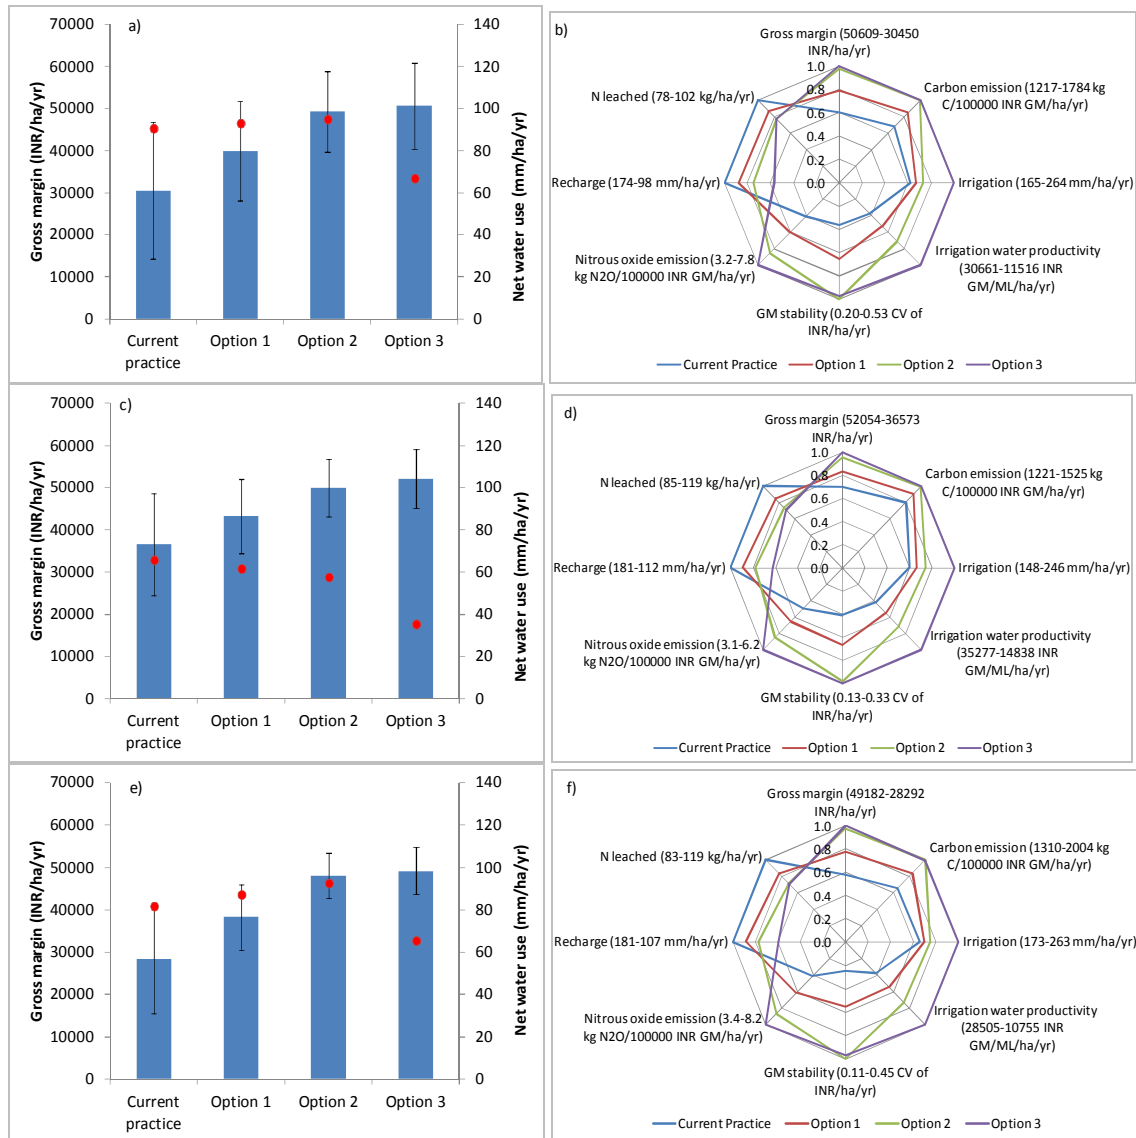 a)
Gross margin (INR/ha/yr)
70000
60000
50000
40000
30000
20000
10000
0
140
120
100
80
60
40
20
0
Net water use (mm/ha/yr)
Current practice
Option 1
Option 2
Option 3
b)
Gross margin (50609-30450
INR/ha/yr)
Carbon emission (1217-1784 kg
C/100000 INR GM/ha/yr)
Irrigation (165-264 mm/ha/yr)
Irrigation water productivity
(30661-11516 INR
GM/ML/ha/yr)
GM stability (0.20-0.53 CV of
INR/ha/yr)
Nitrous oxide emission (3.2-7.8
kg N2O/100000 INR GM/ha/yr)
Recharge (174-98 mm/ha/yr)
N leached (78-102 kg/ha/yr)
1.0
0.8
0.6
0.4
0.2
0.0
Current Practice
Option 1
Option 2
Option 3
c)
Gross margin (INR/ha/yr)
70000
60000
50000
40000
30000
20000
10000
0
140
120
100
80
60
40
20
0
Net water use (mm/ha/yr)
Current practice
Option 1
Option 2
Option 3
d)
Gross margin (52054-36573
INR/ha/yr)
Carbon emission (1221-1525 kg
C/100000 INR GM/ha/yr)
Irrigation (148-246 mm/ha/yr)
Irrigation water productivity
(35277-14838 INR
GM/ML/ha/yr)
GM stability (0.13-0.33 CV of
INR/ha/yr)
Nitrous oxide emission (3.1-6.2
kg N2O/100000 INR GM/ha/yr)
Recharge (181-112 mm/ha/yr)
N leached (85-119 kg/ha/yr)
1.0
0.8
0.6
0.4
0.2
0.0
Current Practice
Option 1
Option 2
Option 3
e)
Gross margin (INR/ha/yr)
70000
60000
50000
40000
30000
20000
10000
0
140
120
100
80
60
40
20
0
Net water use (mm/ha/yr)
Current practice
Option 1
Option 2
Option 3
f)
Gross margin (49182-28292
INR/ha/yr)
Carbon emission (1310-2004 kg
C/100000 INR GM/ha/yr)
Irrigation (173-263 mm/ha/yr)
Irrigation water productivity
(28505-10755 INR
GM/ML/ha/yr)
GM stability (0.11-0.45 CV of
INR/ha/yr)
Nitrous oxide emission (3.4-8.2
kg N2O/100000 INR GM/ha/yr)
Recharge (181-107 mm/ha/yr)
N leached (83-119 kg/ha/yr)
1.0
0.8
0.6
0.4
0.2
0.0
Current Practice
Option 1
Option 2
Option 3